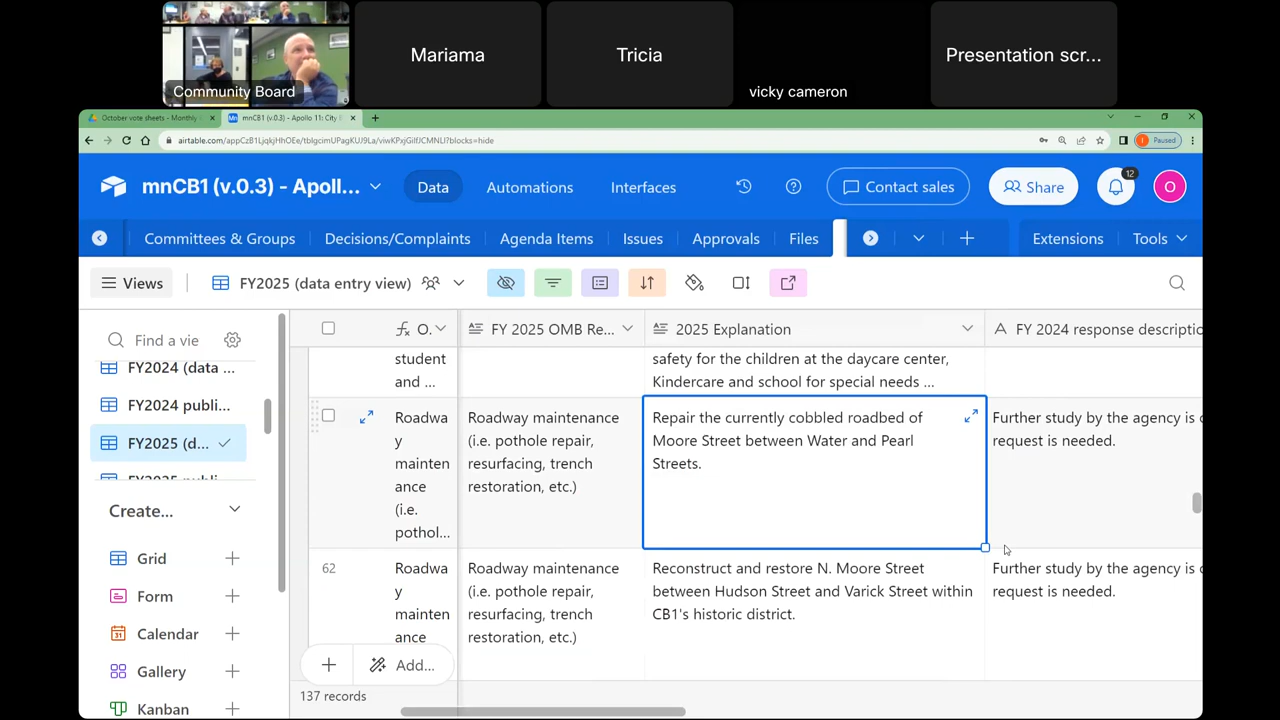 Community Board
Mariama
Tricia
vicky cameron
Presentation scr...
October vote sheets - Monthly
mnCB1 (v.0.3) - Apollo 11: City
Paused
mnCB1 (v.0.3) - Apoll...
Data
Automations
Interfaces
Contact sales
Share
12
O
Committees & Groups
Decisions/Complaints
Agenda Items
Issues
Approvals
Files
Extensions
Tools
Views
FY2025 (data entry view)
Find a vie
FY2024 (data ...
FY2024 publi...
FY2025 (d...
FY2025 publi...
Create...
Grid
Form
Calendar
Gallery
Kanban
O.
FY 2025 OMB Re...
2025 Explanation
FY 2024 response descriptio
student
and ...
safety for the children at the daycare center,
Kindercare and school for special needs ...
Roadwa
y
mainten
ance
(i.e.
pothol...
Roadway maintenance
(i.e. pothole repair,
resurfacing, trench
restoration, etc.)
Repair the currently cobbled roadbed of
Moore Street between Water and Pearl
Streets.
Further study by the agency is
request is needed.
62
Roadwa
y
mainten
ance
Roadway maintenance
(i.e. pothole repair,
resurfacing, trench
restoration, etc.)
Reconstruct and restore N. Moore Street
between Hudson Street and Varick Street within
CB1's historic district.
Further study by the agency is
request is needed.
Add...
137 records